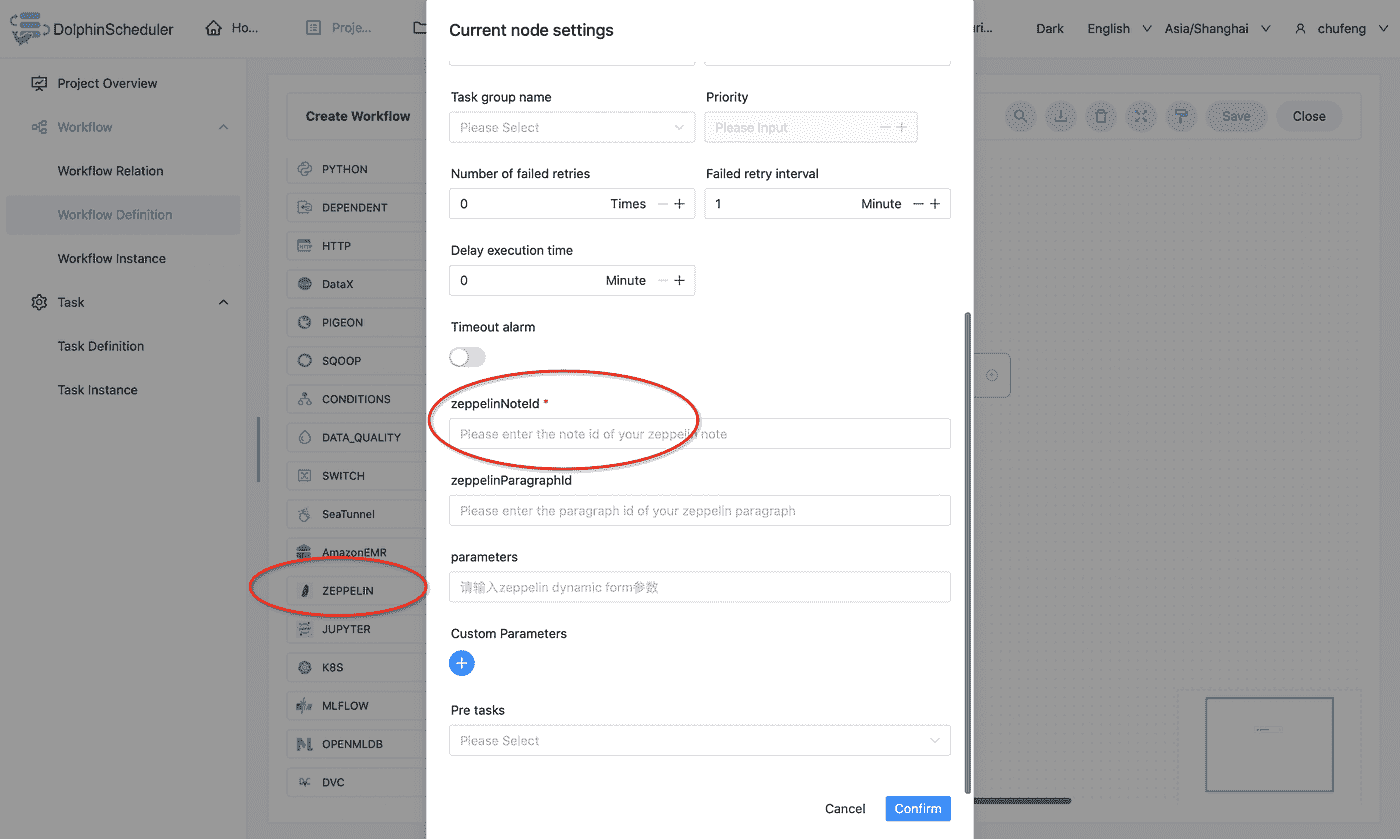 DolphinScheduler
Ho...
Proje...
ri...
Dark
English
Asia/Shanghai
chufeng
Project Overview
Workflow
Workflow Relation
Workflow Definition
Workflow Instance
Task
Task Definition
Task Instance
Create Workflow
Save
Close
PYTHON
DEPENDENT
HTTP
DataX
PIGEON
SQOOP
CONDITIONS
DATA_QUALITY
SWITCH
SeaTunnel
AmazonEMR
ZEPPELIN
JUPYTER
K8S
MLFLOW
OPENMLDB
DVC
Current node settings
Task group name
Priority
Please Select
Please Input
Number of failed retries
Failed retry interval
0 Times
1 Minute
Delay execution time
0 Minute
Timeout alarm
zeppelinNoteId *
Please enter the note id of your zeppelin note
zeppelinParagraphId
Please enter the paragraph id of your zeppelin paragraph
parameters
请输入zeppelin dynamic form参数
Custom Parameters
Pre tasks
Please Select
Cancel
Confirm